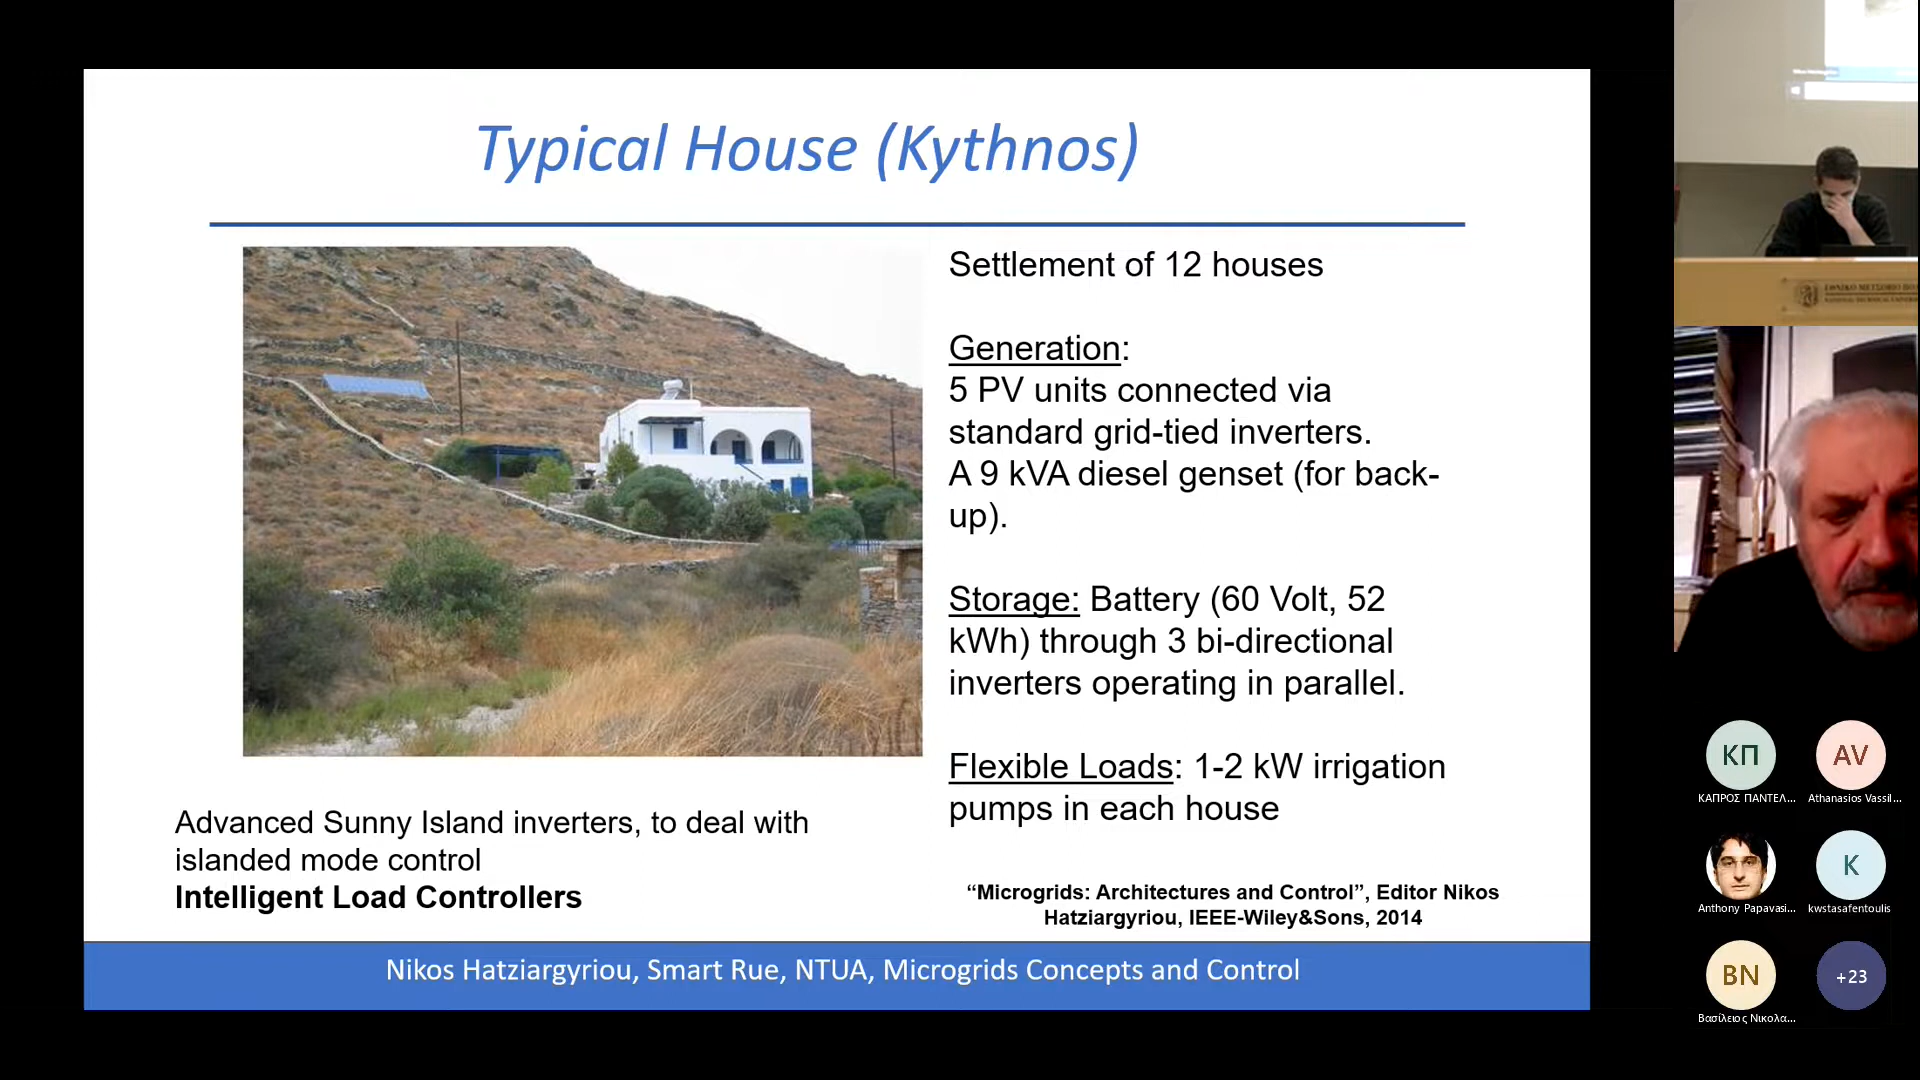 Typical House (Kythnos)
Settlement of 12 houses
Generation:
5 PV units connected via
standard grid-tied inverters.
A 9 kVA diesel genset (for back-
up).
Storage: Battery (60 Volt, 52
kWh) through 3 bi-directional
inverters operating in parallel.
Flexible Loads: 1-2 kW irrigation
pumps in each house
Advanced Sunny Island inverters, to deal with
islanded mode control
Intelligent Load Controllers
“Microgrids: Architectures and Control”, Editor Nikos
Hatziargyriou, IEEE-Wiley&Sons, 2014
Nikos Hatziargyriou, Smart Rue, NTUA, Microgrids Concepts and Control
ΚΠ
AV
ΚΑΠΡΟΣ ΠΑΝΤΕΛ...
Athanasios Vassil...
K
Anthony Papavasi...
kwstasafentoulis
BN
+23
Βασίλειος Νικολα...